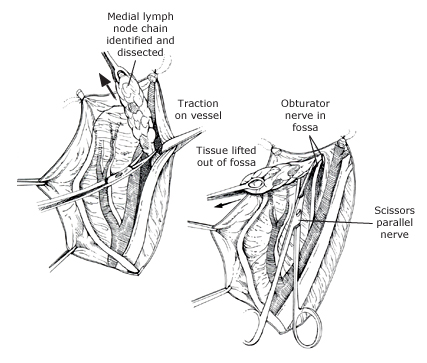 Medial lymph
node chain
identified and
dissected
Traction
on vessel
Obturator
nerve in
fossa
Tissue lifted
out of fossa
Scissors
parallel
nerve